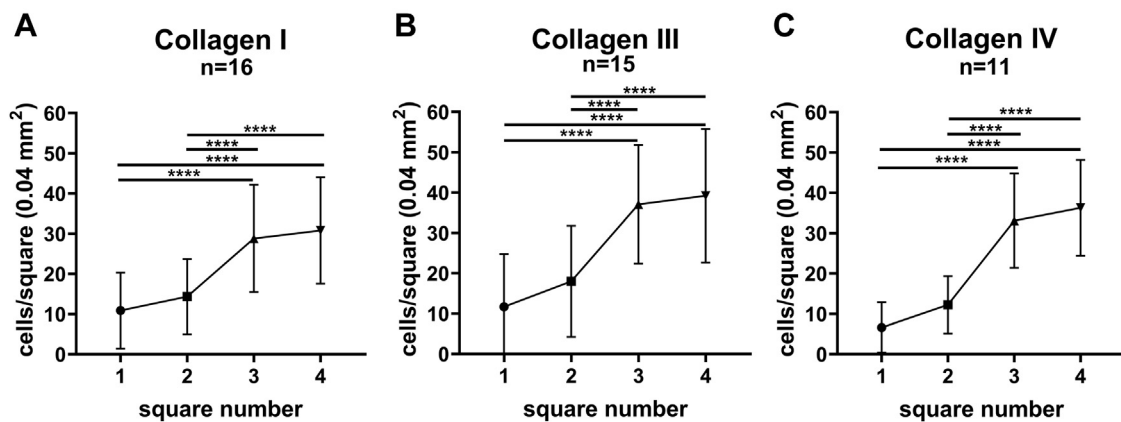 A
Collagen I
n=16
cells/square (0.04 mm²)
60
50
40
30
20
10
0
****
****
****
****
1 2 3 4
square number
B
Collagen III
n=15
cells/square (0.04 mm²)
60
50
40
30
20
10
0
****
****
****
****
1 2 3 4
square number
C
Collagen IV
n=11
cells/square (0.04 mm²)
60
50
40
30
20
10
0
****
****
****
****
1 2 3 4
square number